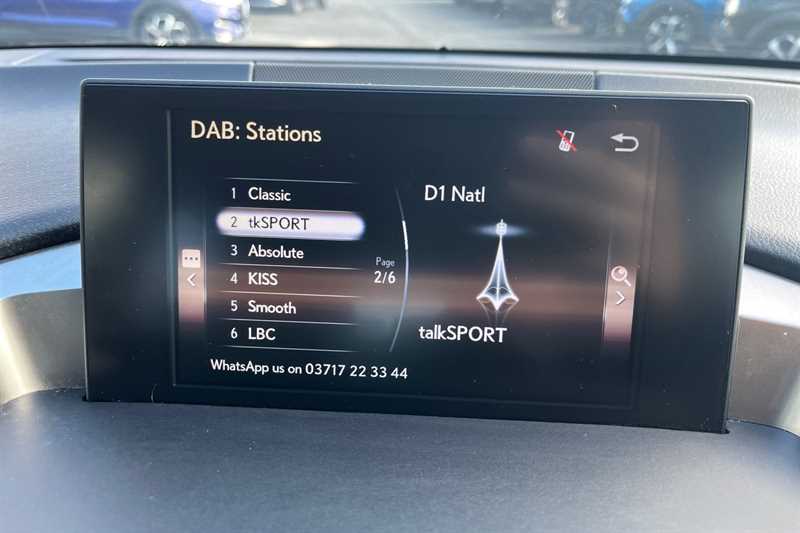 DAB: Stations
1 Classic
2 tkSPORT
3 Absolute
4 KISS
5 Smooth
6 LBC
Page
2/6
D1 Natl
talkSPORT
WhatsApp us on 03717 22 33 44